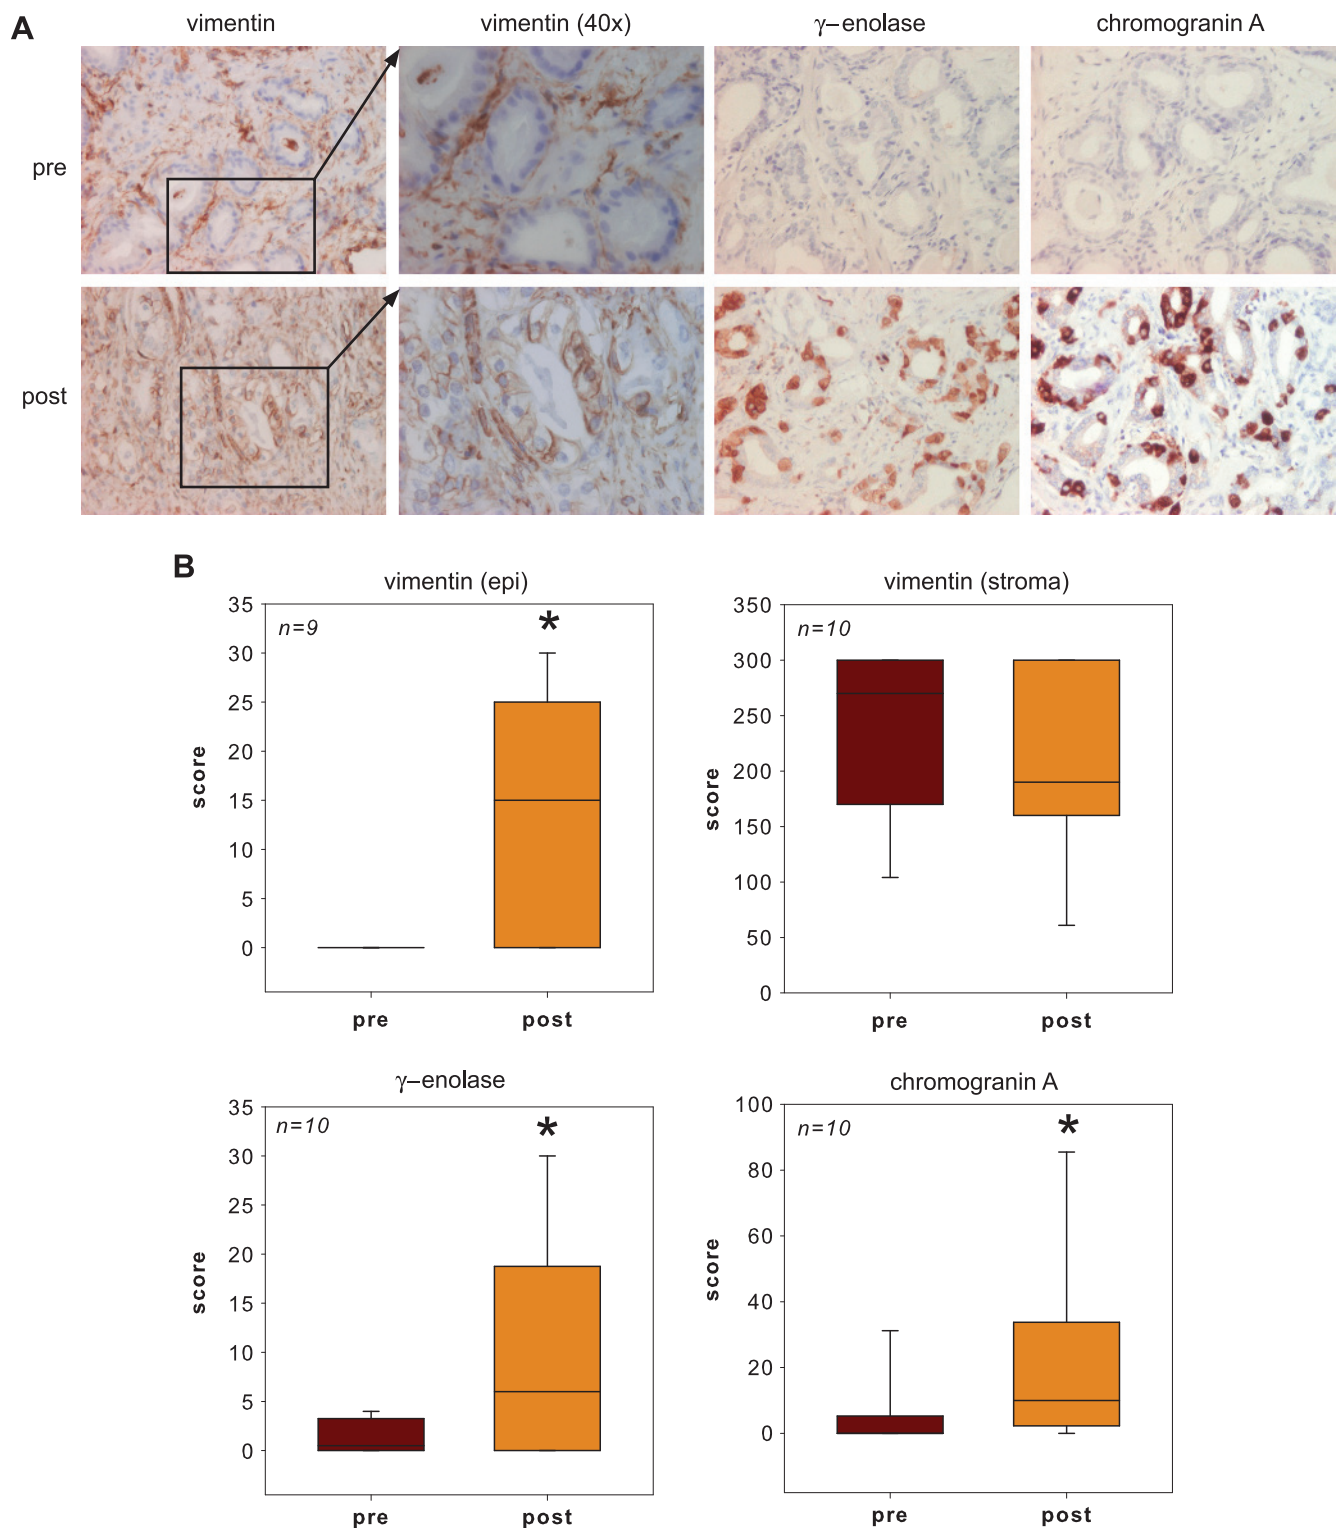 A
vimentin
vimentin (40x)
γ–enolase
chromogranin A
pre
post
B
vimentin (epi)
n=9
*
35
30
25
20
15
10
5
0
score
pre
post
vimentin (stroma)
n=10
350
300
250
200
150
100
50
0
score
pre
post
γ–enolase
n=10
*
35
30
25
20
15
10
5
0
score
pre
post
chromogranin A
n=10
*
100
80
60
40
20
0
score
pre
post